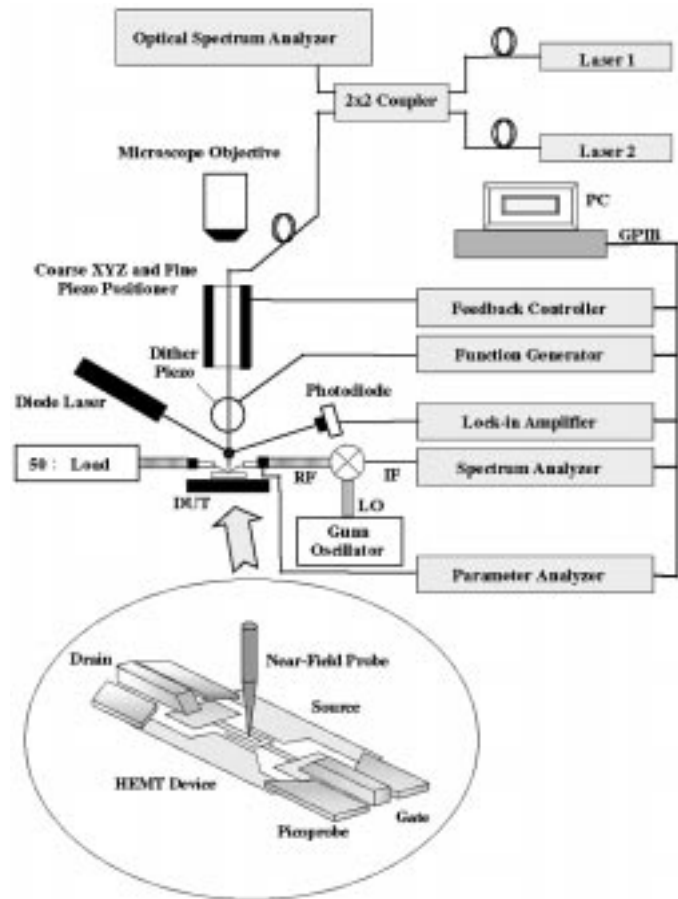 Optical Spectrum Analyzer
Laser 1
2x2 Coupler
Laser 2
Microscope Objective
PC
GPIB
Coarse XYZ and Fine
Piezo Positioner
Feedback Controller
Dither
Piezo
Function Generator
Diode Laser
Photodiode
Lock-in Amplifier
50 : Load
RF
IF
Spectrum Analyzer
DUT
LO
Gunn
Oscillator
Parameter Analyzer
Drain
Near-Field Probe
Source
HEMT Device
Gate
Picoprobe